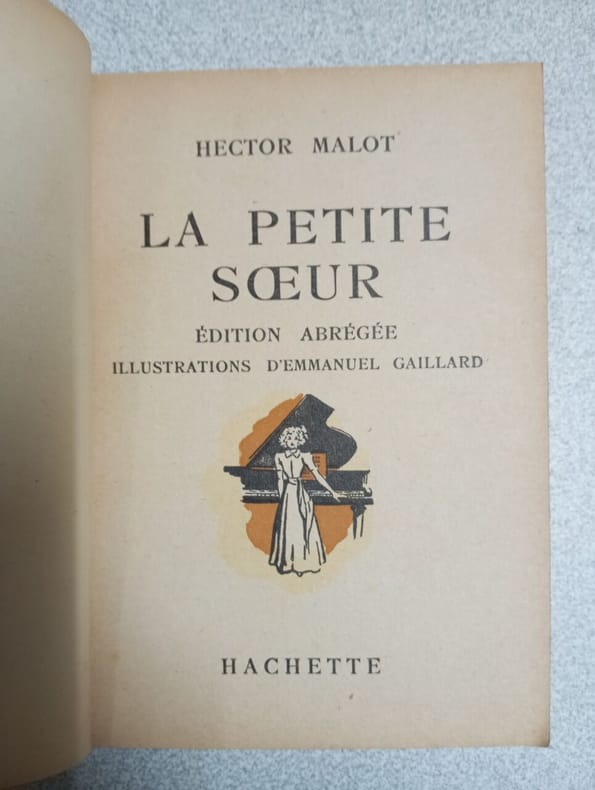 HECTOR MALOT
LA PETITE
SŒUR
ÉDITION ABRÉGÉE
ILLUSTRATIONS D'EMMANUEL GAILLARD
HACHETTE